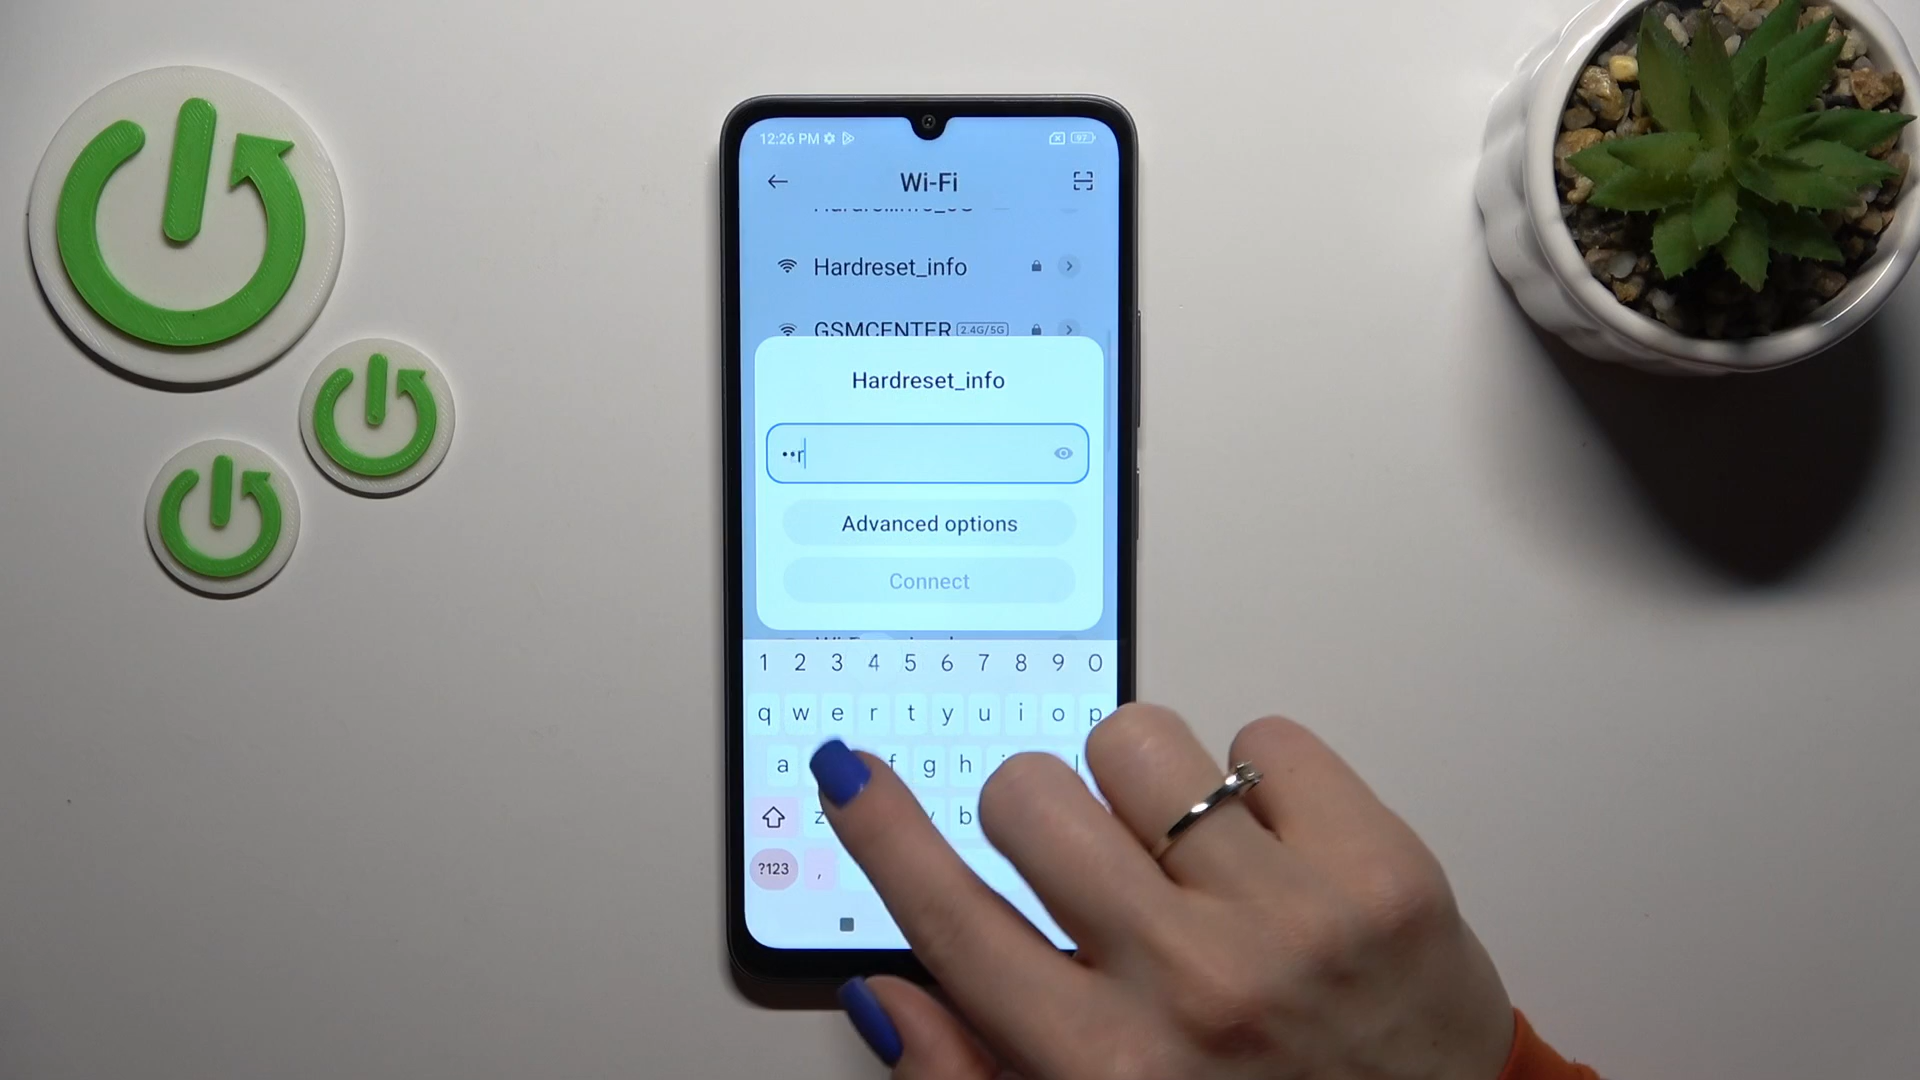 12:26 PM 97
Wi-Fi
Hardreset_info
GSMCENTER 2.4G/5G
Hardreset_info
••r
Advanced options
Connect
1 2 3 4 5 6 7 8 9 0
q w e r t y u i o p
a f g h
z v b
?123 ,